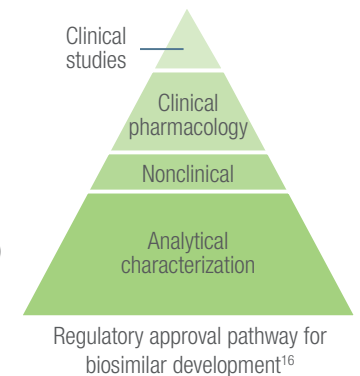 Clinical
studies
Clinical
pharmacology
Nonclinical
Analytical
characterization
Regulatory approval pathway for
biosimilar development16